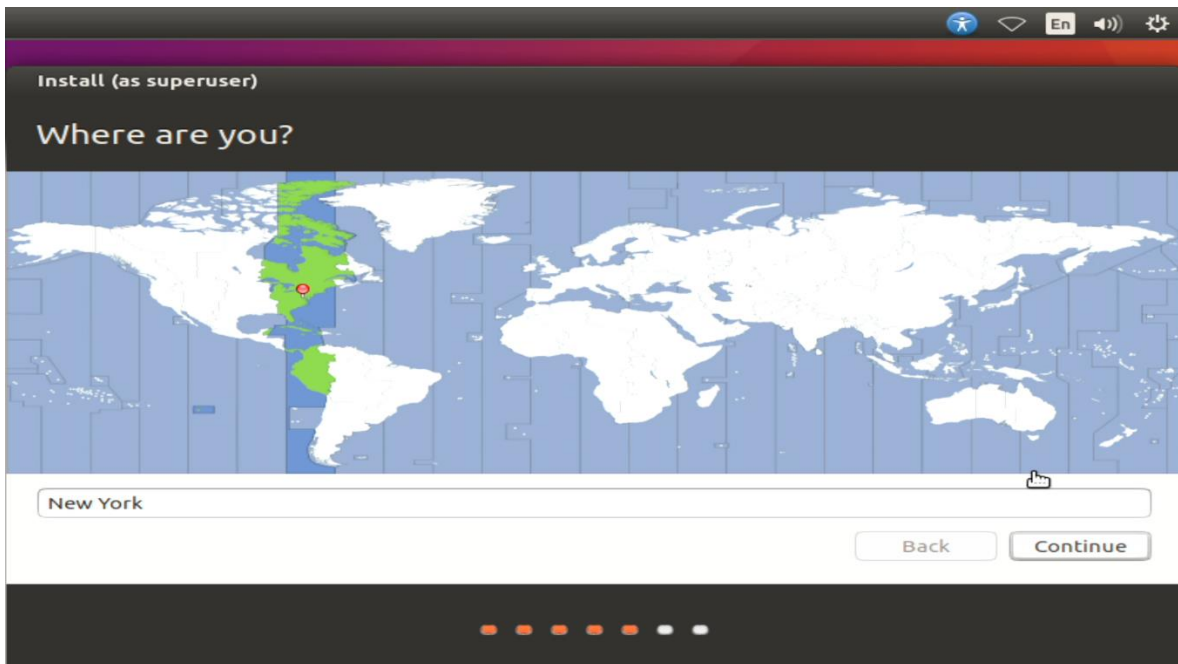 En
Install (as superuser)
Where are you?
New York
Back Continue